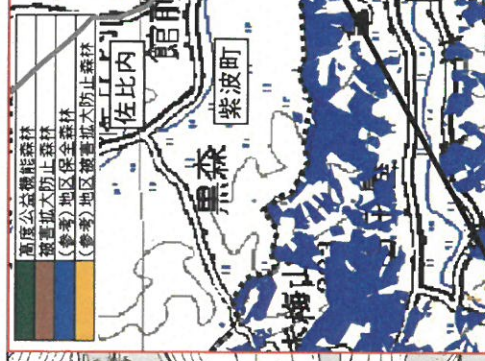 高度公益機能森林
被害拡大防止森林
(参考)地区保全森林
(参考)地区被害拡大防止森林
佐比内
館前
紫波町
黒森
梅山